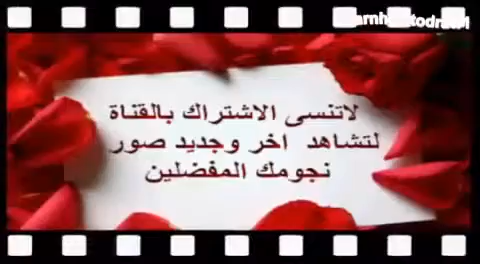 لاتنسى الاشتراك بالقناة
لتشاهد اخر وجديد صور
نجومك المفضلين